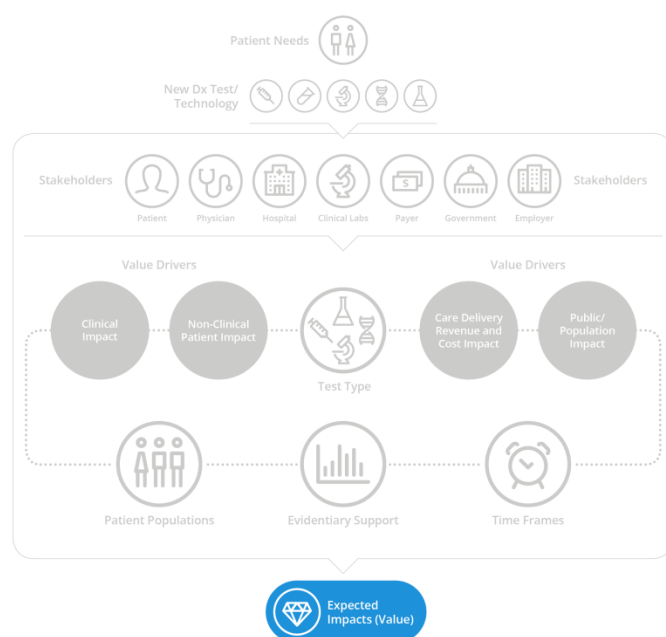 Patient Needs
New Dx Test/
Technology
Stakeholders
Stakeholders
Patient
Physician
Hospital
Clinical Labs
$
Payer
Government
Employer
Value Drivers
Value Drivers
Clinical
Impact
Non-Clinical
Patient Impact
Care Delivery
Revenue and
Cost Impact
Public/
Population
Impact
Test Type
Patient Populations
Evidentiary Support
Time Frames
Expected
Impacts (Value)